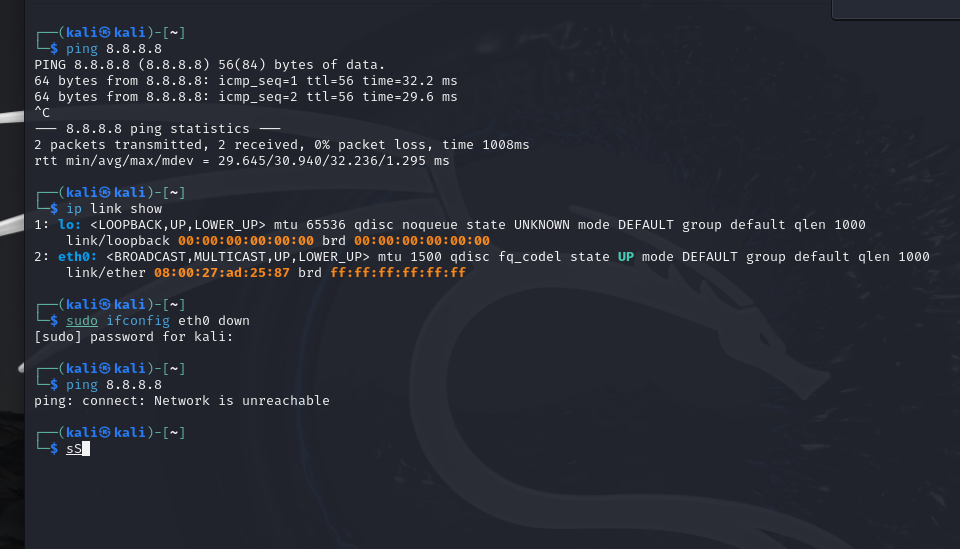 ┌──(kali㉿kali)-[~]
└─$ ping 8.8.8.8
PING 8.8.8.8 (8.8.8.8) 56(84) bytes of data.
64 bytes from 8.8.8.8: icmp_seq=1 ttl=56 time=32.2 ms
64 bytes from 8.8.8.8: icmp_seq=2 ttl=56 time=29.6 ms
^C
--- 8.8.8.8 ping statistics ---
2 packets transmitted, 2 received, 0% packet loss, time 1008ms
rtt min/avg/max/mdev = 29.645/30.940/32.236/1.295 ms
┌──(kali㉿kali)-[~]
└─$ ip link show
1: lo: <LOOPBACK,UP,LOWER_UP> mtu 65536 qdisc noqueue state UNKNOWN mode DEFAULT group default qlen 1000
link/loopback 00:00:00:00:00:00 brd 00:00:00:00:00:00
2: eth0: <BROADCAST,MULTICAST,UP,LOWER_UP> mtu 1500 qdisc fq_codel state UP mode DEFAULT group default qlen 1000
link/ether 08:00:27:ad:25:87 brd ff:ff:ff:ff:ff:ff
┌──(kali㉿kali)-[~]
└─$ sudo ifconfig eth0 down
[sudo] password for kali:
┌──(kali㉿kali)-[~]
└─$ ping 8.8.8.8
ping: connect: Network is unreachable
┌──(kali㉿kali)-[~]
└─$ sS